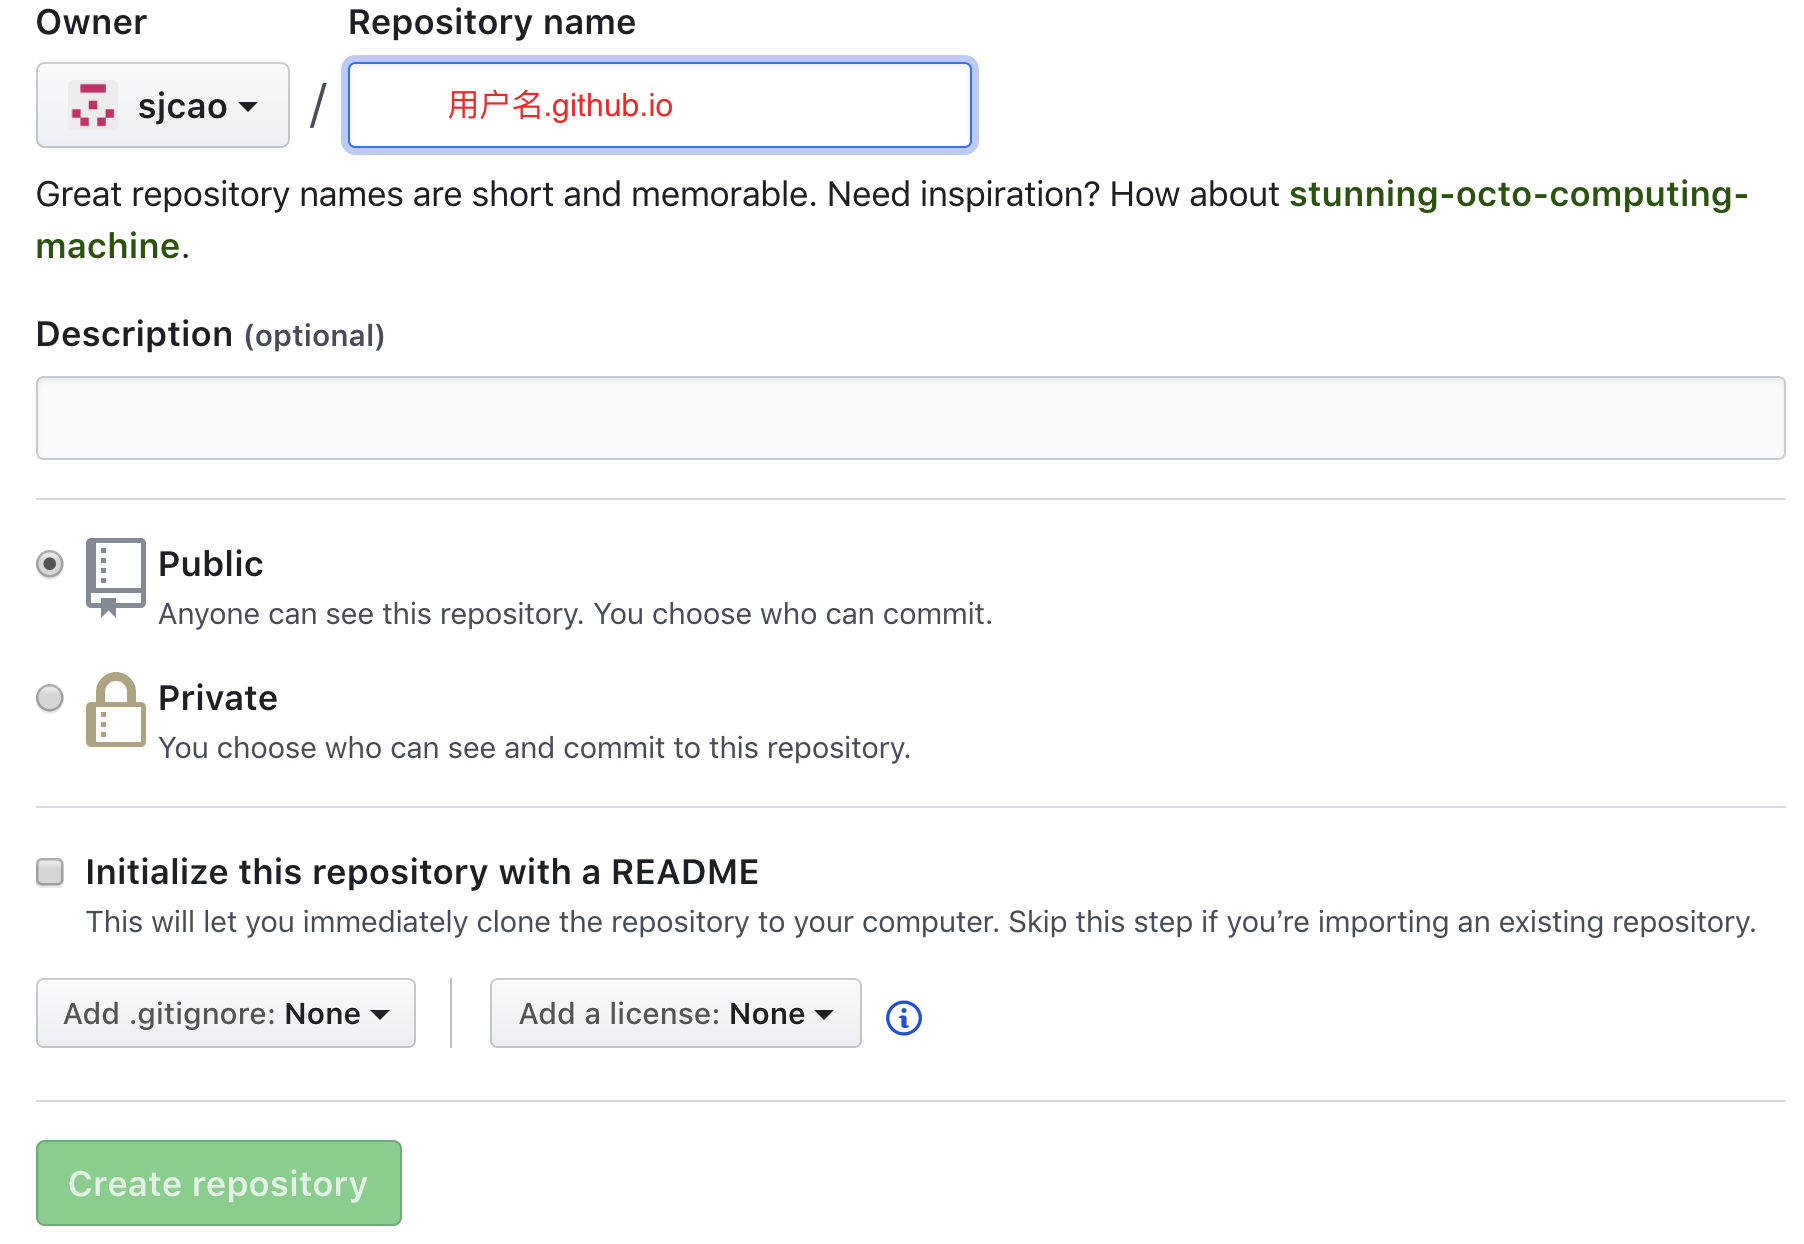 Owner
Repository name
sjcao
/
用户名.github.io
Great repository names are short and memorable. Need inspiration? How about stunning-octo-computing-
machine.
Description (optional)
Public
Anyone can see this repository. You choose who can commit.
Private
You choose who can see and commit to this repository.
Initialize this repository with a README
This will let you immediately clone the repository to your computer. Skip this step if you’re importing an existing repository.
Add .gitignore: None
Add a license: None
Create repository